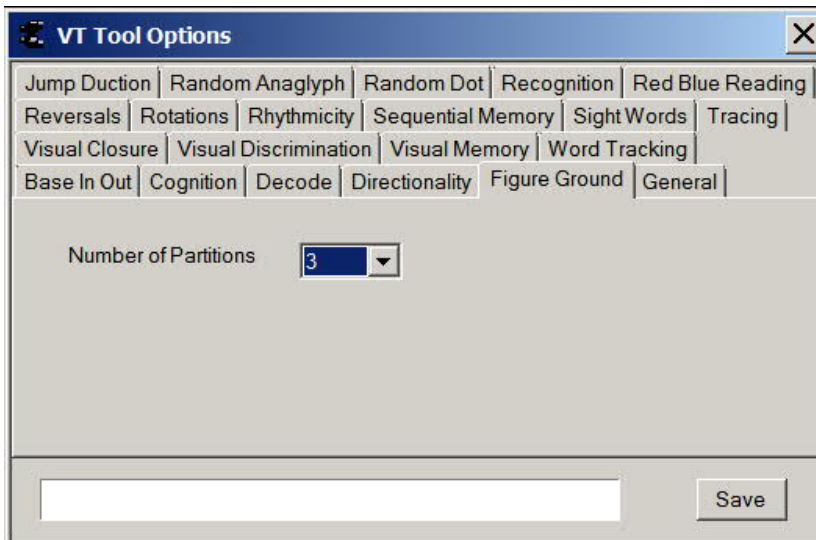 VT Tool Options
Jump Duction Random Anaglyph Random Dot Recognition Red Blue Reading
Reversals Rotations Rhythmicity Sequential Memory Sight Words Tracing
Visual Closure Visual Discrimination Visual Memory Word Tracking
Base In Out Cognition Decode Directionality Figure Ground General
Number of Partitions 3
Save